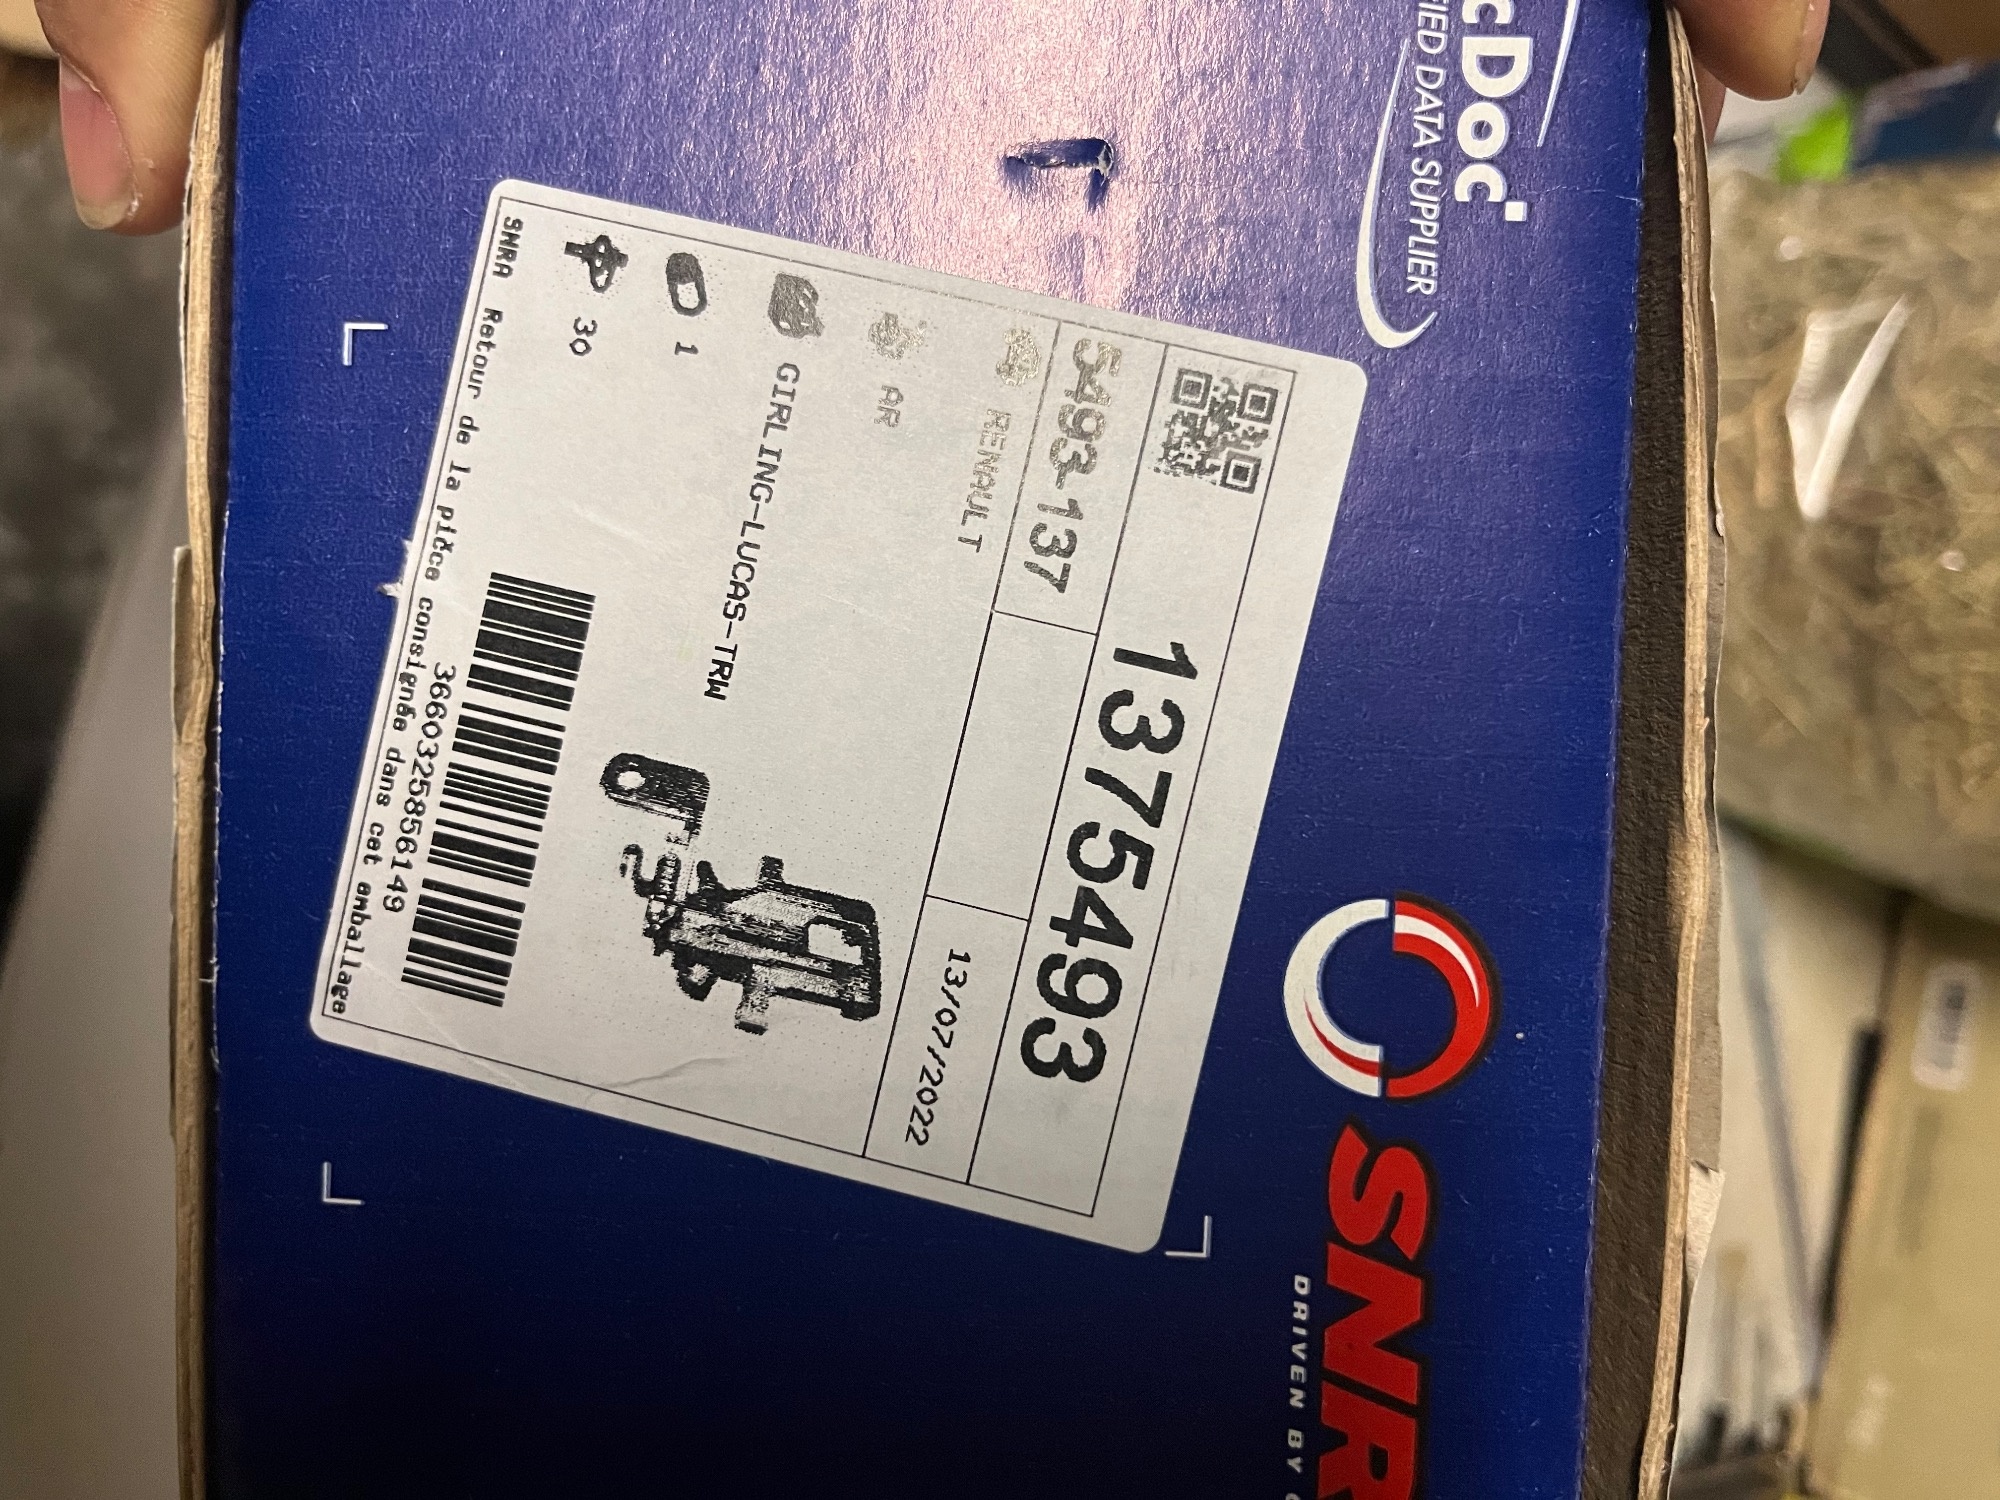 cDoc
IED DATA SUPPLIER
SNR
DRIVEN BY
1375493
5493-137
13/07/2022
RENAULT
AR
GIRLING-LUCAS-TRW
1
30
3660325856149
SNRA Retour de la pièce consignée dans cet emballage